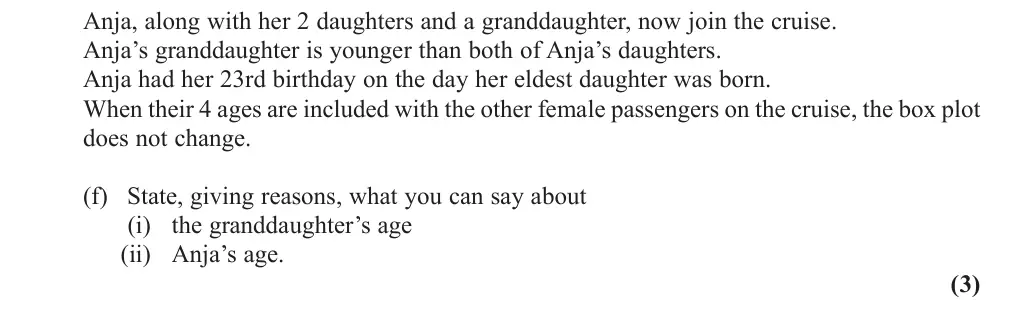 Anja, along with her 2 daughters and a granddaughter, now join the cruise.
Anja’s granddaughter is younger than both of Anja’s daughters.
Anja had her 23rd birthday on the day her eldest daughter was born.
When their 4 ages are included with the other female passengers on the cruise, the box plot
does not change.
(f) State, giving reasons, what you can say about
(i) the granddaughter’s age
(ii) Anja’s age.
(3)